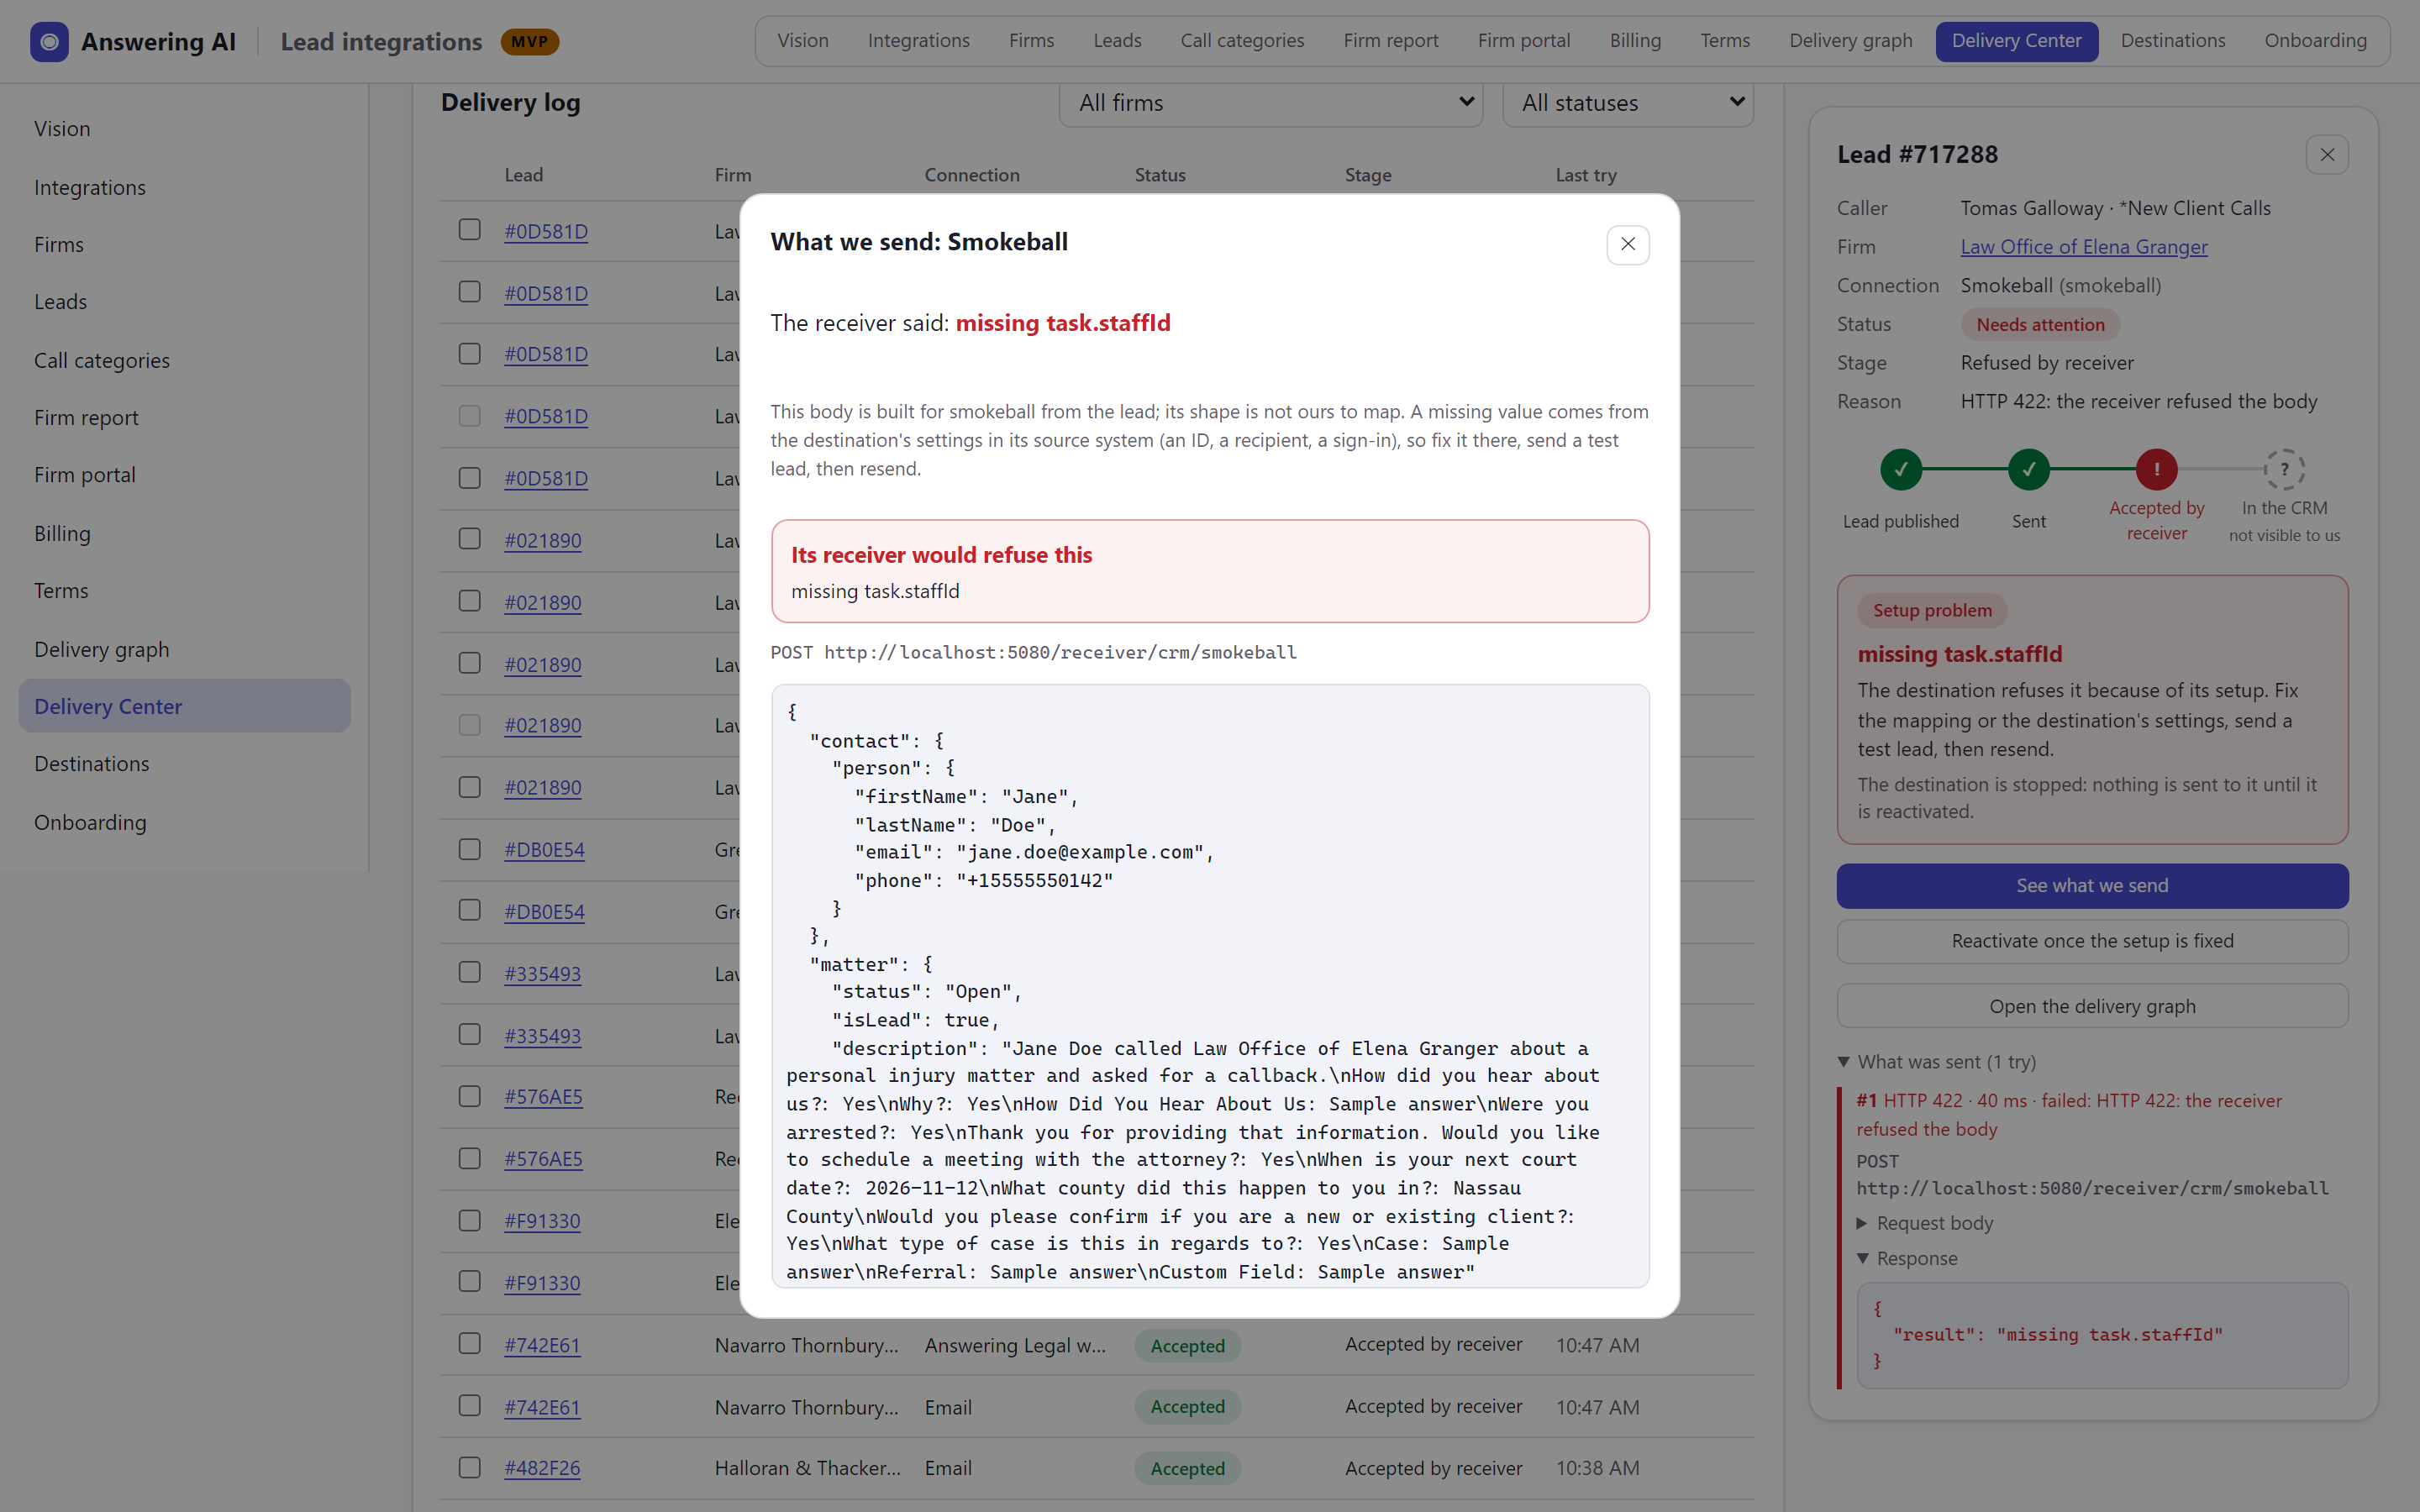 Answering AI
Lead integrations
MVP
Vision
Integrations
Firms
Leads
Call categories
Firm report
Firm portal
Billing
Terms
Delivery graph
Delivery Center
Destinations
Onboarding
Vision
Integrations
Firms
Leads
Call categories
Firm report
Firm portal
Billing
Terms
Delivery graph
Delivery Center
Destinations
Onboarding
Delivery log
All firms
All statuses
Lead Firm Connection Status Stage Last try
#0D581D
#0D581D
#0D581D
#0D581D
#0D581D
#021890
#021890
#021890
#021890
#021890
#DB0E54
#DB0E54
#335493
#335493
#576AE5
#576AE5
#F91330
#F91330
#742E61 Navarro Thornbury... Answering Legal w... Accepted Accepted by receiver 10:47 AM
#742E61 Navarro Thornbury... Email Accepted Accepted by receiver 10:47 AM
#482F26 Halloran & Thacker... Email Accepted Accepted by receiver 10:38 AM
What we send: Smokeball
The receiver said: missing task.staffId
This body is built for smokeball from the lead; its shape is not ours to map. A missing value comes from
the destination's settings in its source system (an ID, a recipient, a sign-in), so fix it there, send a test
lead, then resend.
Its receiver would refuse this
missing task.staffId
POST http://localhost:5080/receiver/crm/smokeball
{
"contact": {
"person": {
"firstName": "Jane",
"lastName": "Doe",
"email": "jane.doe@example.com",
"phone": "+15555550142"
}
},
"matter": {
"status": "Open",
"isLead": true,
"description": "Jane Doe called Law Office of Elena Granger about a
personal injury matter and asked for a callback.\nHow did you hear about
us?: Yes\nWhy?: Yes\nHow Did You Hear About Us: Sample answer\nWere you
arrested?: Yes\nThank you for providing that information. Would you like
to schedule a meeting with the attorney?: Yes\nWhen is your next court
date?: 2026-11-12\nWhat county did this happen to you in?: Nassau
County\nWould you please confirm if you are a new or existing client?:
Yes\nWhat type of case is this in regards to?: Yes\nCase: Sample
answer\nReferral: Sample answer\nCustom Field: Sample answer"
Lead #717288
Caller Tomas Galloway · *New Client Calls
Firm Law Office of Elena Granger
Connection Smokeball (smokeball)
Status Needs attention
Stage Refused by receiver
Reason HTTP 422: the receiver refused the body
Lead published
Sent
Accepted by
receiver
In the CRM
not visible to us
Setup problem
missing task.staffId
The destination refuses it because of its setup. Fix
the mapping or the destination's settings, send a
test lead, then resend.
The destination is stopped: nothing is sent to it until it
is reactivated.
See what we send
Reactivate once the setup is fixed
Open the delivery graph
What was sent (1 try)
#1 HTTP 422 · 40 ms · failed: HTTP 422: the receiver
refused the body
POST
http://localhost:5080/receiver/crm/smokeball
Request body
Response
{
"result": "missing task.staffId"
}